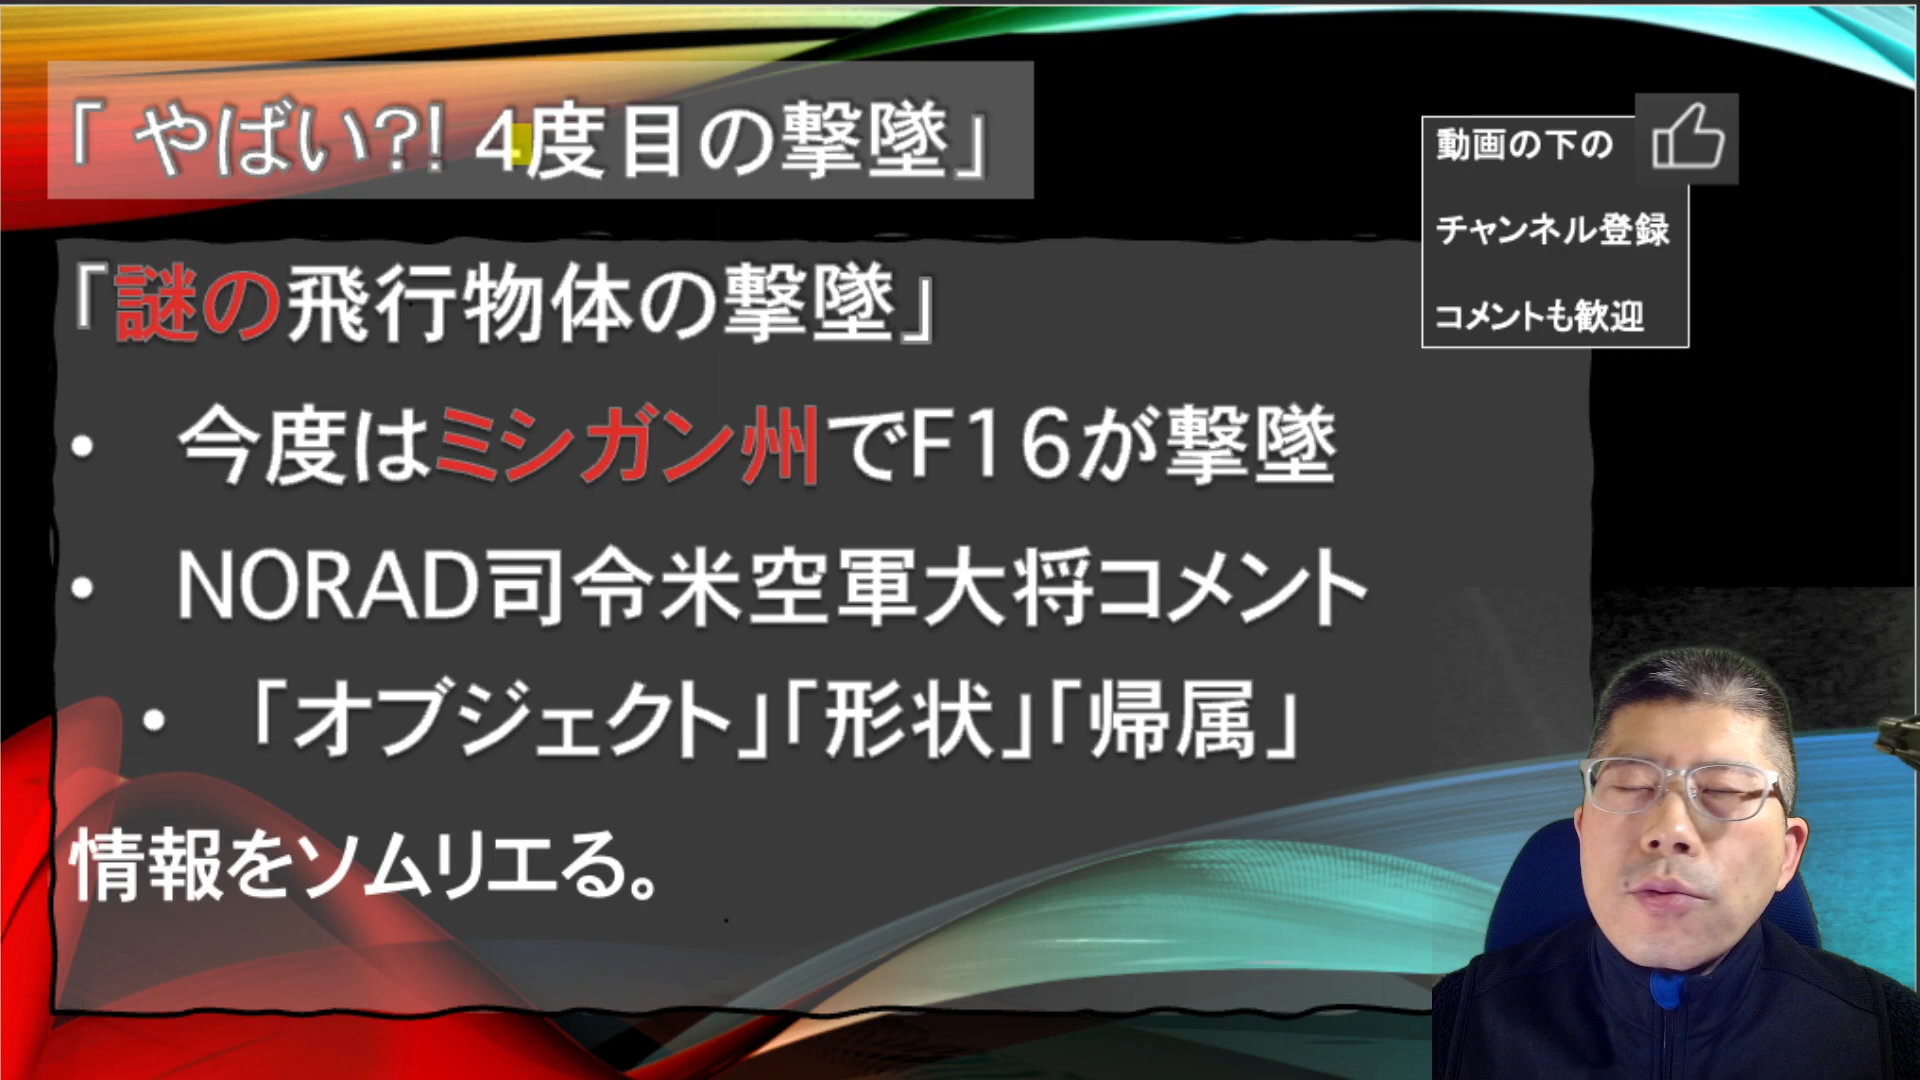 「 やばい?! 4度目の撃墜」
動画の下の
チャンネル登録
コメントも歓迎
「謎の飛行物体の撃墜」
• 今度はミシガン州でF16が撃墜
• NORAD司令米空軍大将コメント
• 「オブジェクト」「形状」「帰属」
情報をソムリエる。